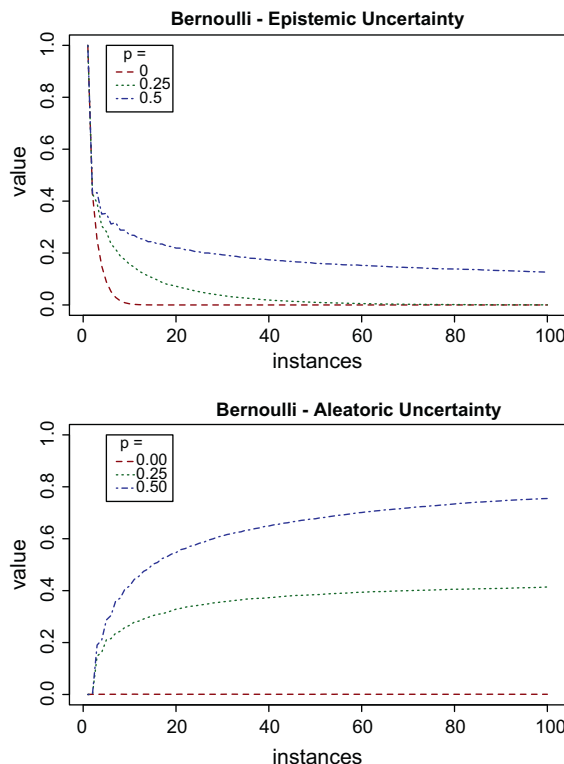 Bernoulli - Epistemic Uncertainty
1.0
0.8
0.6
0.4
0.2
0.0
value
p =
0
0.25
0.5
0 20 40 60 80 100
instances
Bernoulli - Aleatoric Uncertainty
1.0
0.8
0.6
0.4
0.2
0.0
value
p =
0.00
0.25
0.50
0 20 40 60 80 100
instances